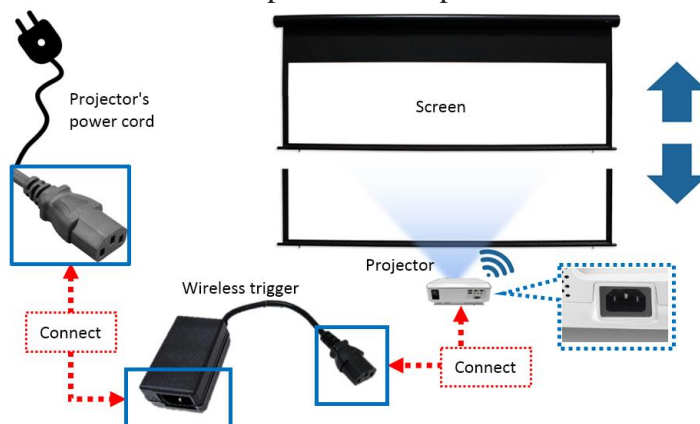 Projector's
power cord
Screen
Projector
Wireless trigger
Connect
Connect